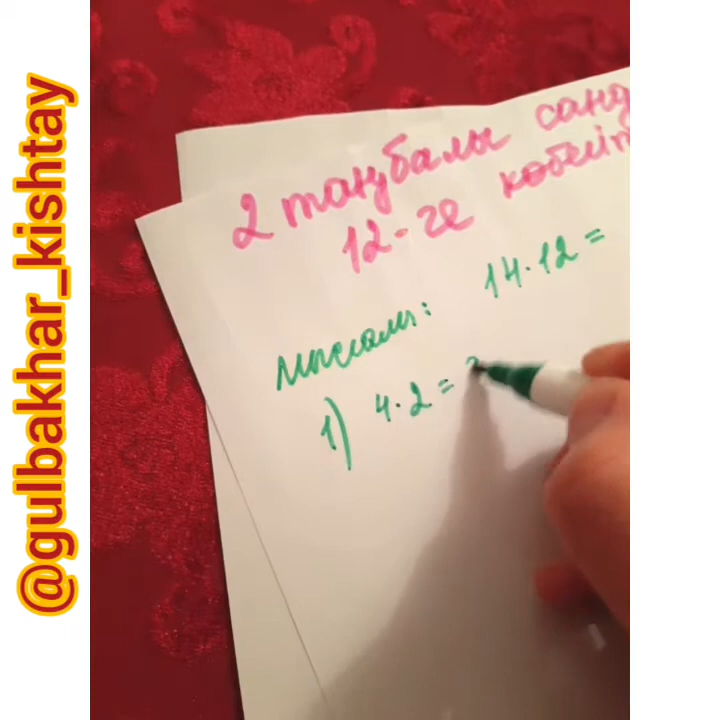 @gulbakhar_kishtay
2 таңбалы санд
12-ге көбейт
Мысалы: 14·12=
1) 4·2=